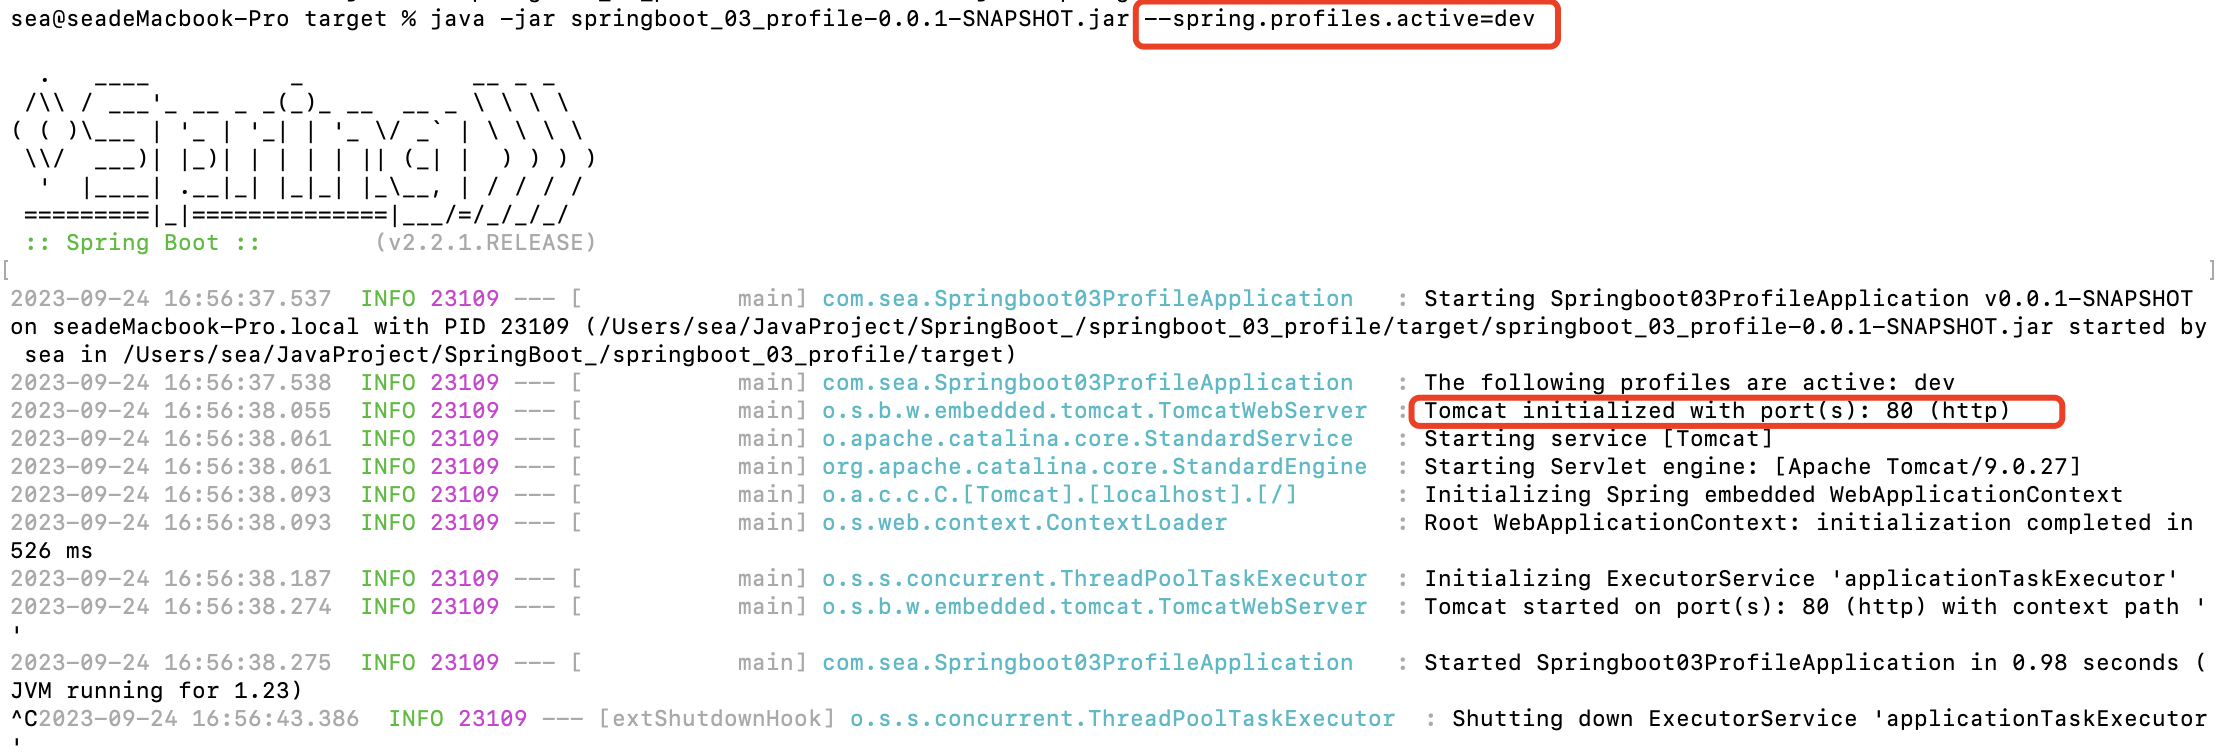 sea@seadeMacbook-Pro target % java -jar springboot_03_profile-0.0.1-SNAPSHOT.jar --spring.profiles.active=dev
  .   ____          _            __ _ _
 /\\ / ___'_ __ _ _(_)_ __  __ _ \ \ \ \
( ( )\___ | '_ | '_| | '_ \/ _` | \ \ \ \
 \\/  ___)| |_)| | | | | || (_| |  ) ) ) )
  '  |____| .__|_| |_|_| |_\__, | / / / /
 =========|_|==============|___/=/_/_/_/
 :: Spring Boot ::        (v2.2.1.RELEASE)
[ ]
2023-09-24 16:56:37.537  INFO 23109 --- [           main] com.sea.Springboot03ProfileApplication   : Starting Springboot03ProfileApplication v0.0.1-SNAPSHOT
on seadeMacbook-Pro.local with PID 23109 (/Users/sea/JavaProject/SpringBoot_/springboot_03_profile/target/springboot_03_profile-0.0.1-SNAPSHOT.jar started by
 sea in /Users/sea/JavaProject/SpringBoot_/springboot_03_profile/target)
2023-09-24 16:56:37.538  INFO 23109 --- [           main] com.sea.Springboot03ProfileApplication   : The following profiles are active: dev
2023-09-24 16:56:38.055  INFO 23109 --- [           main] o.s.b.w.embedded.tomcat.TomcatWebServer  : Tomcat initialized with port(s): 80 (http)
2023-09-24 16:56:38.061  INFO 23109 --- [           main] o.apache.catalina.core.StandardService   : Starting service [Tomcat]
2023-09-24 16:56:38.061  INFO 23109 --- [           main] org.apache.catalina.core.StandardEngine  : Starting Servlet engine: [Apache Tomcat/9.0.27]
2023-09-24 16:56:38.093  INFO 23109 --- [           main] o.a.c.c.C.[Tomcat].[localhost].[/]       : Initializing Spring embedded WebApplicationContext
2023-09-24 16:56:38.093  INFO 23109 --- [           main] o.s.web.context.ContextLoader            : Root WebApplicationContext: initialization completed in
526 ms
2023-09-24 16:56:38.187  INFO 23109 --- [           main] o.s.s.concurrent.ThreadPoolTaskExecutor  : Initializing ExecutorService 'applicationTaskExecutor'
2023-09-24 16:56:38.274  INFO 23109 --- [           main] o.s.b.w.embedded.tomcat.TomcatWebServer  : Tomcat started on port(s): 80 (http) with context path '
'
2023-09-24 16:56:38.275  INFO 23109 --- [           main] com.sea.Springboot03ProfileApplication   : Started Springboot03ProfileApplication in 0.98 seconds (
JVM running for 1.23)
^C2023-09-24 16:56:43.386  INFO 23109 --- [extShutdownHook] o.s.s.concurrent.ThreadPoolTaskExecutor  : Shutting down ExecutorService 'applicationTaskExecutor
'